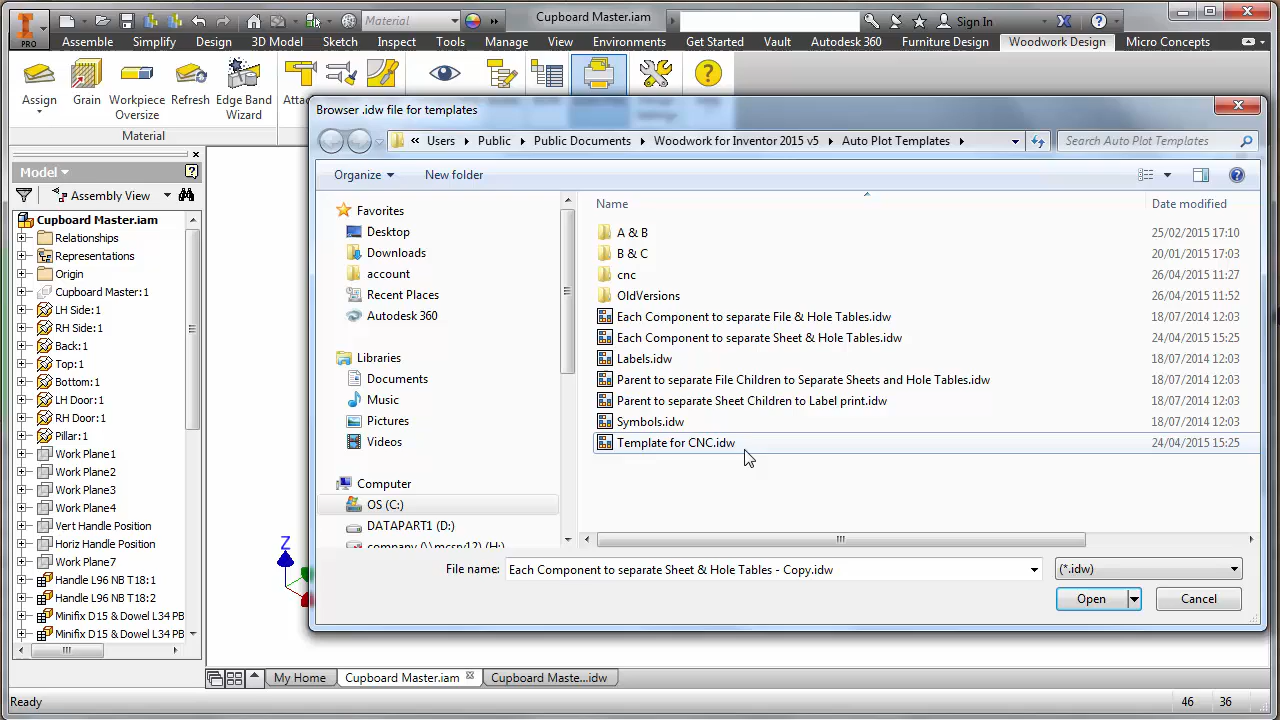 Material
Cupboard Master.iam
Sign In
PRO
Assemble Simplify Design 3D Model Sketch Inspect Tools Manage View Environments Get Started Vault Autodesk 360 Furniture Design Woodwork Design Micro Concepts
Assign Grain Workpiece Oversize Refresh Edge Band Wizard
Material
Browser .idw file for templates
« Users Public Public Documents Woodwork for Inventor 2015 v5 Auto Plot Templates
Search Auto Plot Templates
Organize New folder
Model
Assembly View
Cupboard Master.iam
Relationships
Representations
Origin
Cupboard Master:1
LH Side:1
RH Side:1
Back:1
Top:1
Bottom:1
LH Door:1
RH Door:1
Pillar:1
Work Plane1
Work Plane2
Work Plane3
Work Plane4
Vert Handle Position
Horiz Handle Position
Work Plane7
Handle L96 NB T18:1
Handle L96 NB T18:2
Minifix D15 & Dowel L34 PB
Minifix D15 & Dowel L34 PB
Favorites
Desktop
Downloads
account
Recent Places
Autodesk 360
Libraries
Documents
Music
Pictures
Videos
Computer
OS (C:)
DATAPART1 (D:)
Name Date modified
A & B 25/02/2015 17:10
B & C 20/01/2015 17:03
cnc 26/04/2015 11:27
OldVersions 26/04/2015 11:52
Each Component to separate File & Hole Tables.idw 18/07/2014 12:03
Each Component to separate Sheet & Hole Tables.idw 24/04/2015 15:25
Labels.idw 18/07/2014 12:03
Parent to separate File Children to Separate Sheets and Hole Tables.idw 18/07/2014 12:03
Parent to separate Sheet Children to Label print.idw 18/07/2014 12:03
Symbols.idw 18/07/2014 12:03
Template for CNC.idw 24/04/2015 15:25
File name: Each Component to separate Sheet & Hole Tables - Copy.idw (*.idw)
Open Cancel
My Home Cupboard Master.iam Cupboard Maste...idw
Ready 46 36